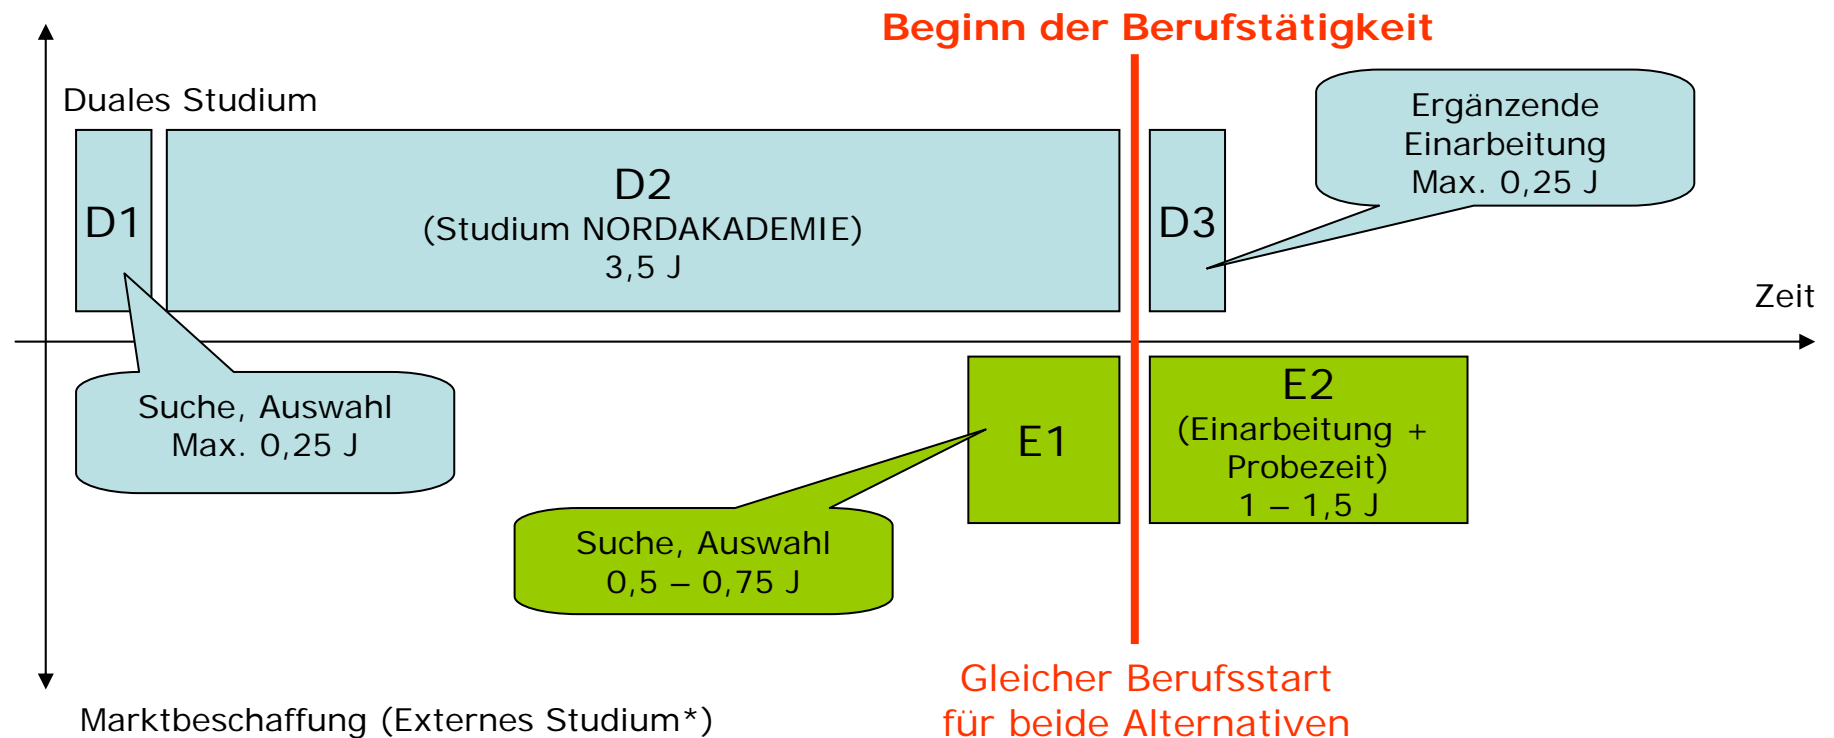 Beginn der Berufstätigkeit
Duales Studium
Ergänzende
Einarbeitung
Max. 0,25 J
D1
D2
(Studium NORDAKADEMIE)
3,5 J
D3
Zeit
Suche, Auswahl
Max. 0,25 J
E1
E2
(Einarbeitung +
Probezeit)
1 – 1,5 J
Suche, Auswahl
0,5 – 0,75 J
Gleicher Berufsstart
für beide Alternativen
Marktbeschaffung (Externes Studium*)